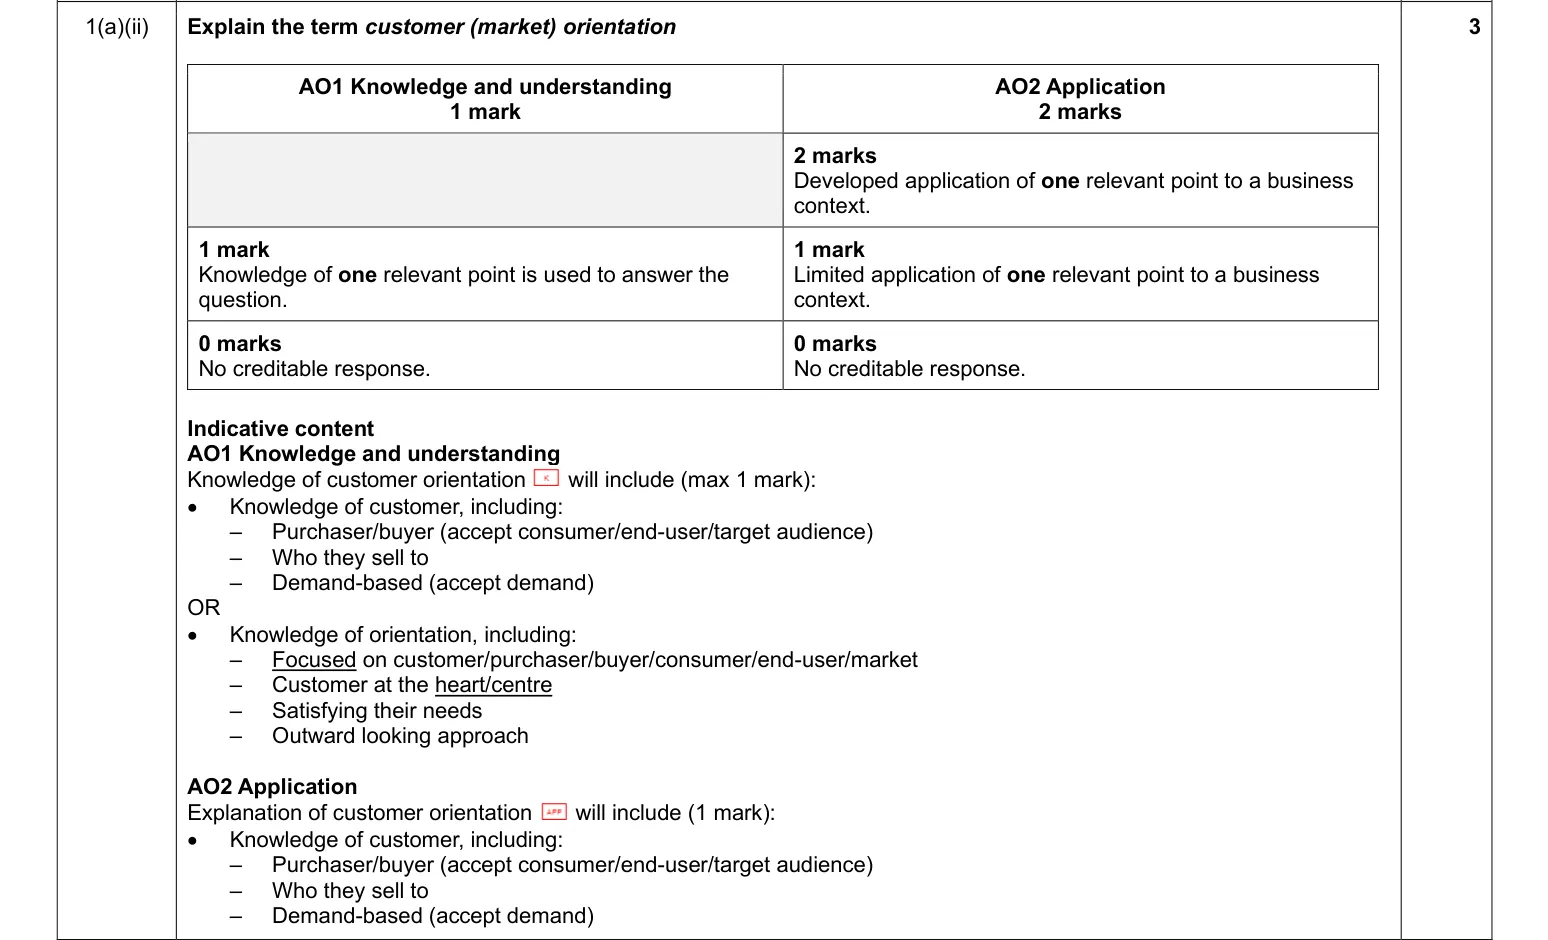 1(a)(ii)
Explain the term customer (market) orientation
3
AO1 Knowledge and understanding
1 mark
AO2 Application
2 marks
2 marks
Developed application of one relevant point to a business
context.
1 mark
Knowledge of one relevant point is used to answer the
question.
1 mark
Limited application of one relevant point to a business
context.
0 marks
No creditable response.
0 marks
No creditable response.
Indicative content
AO1 Knowledge and understanding
Knowledge of customer orientation K will include (max 1 mark):
• Knowledge of customer, including:
– Purchaser/buyer (accept consumer/end-user/target audience)
– Who they sell to
– Demand-based (accept demand)
OR
• Knowledge of orientation, including:
– Focused on customer/purchaser/buyer/consumer/end-user/market
– Customer at the heart/centre
– Satisfying their needs
– Outward looking approach
AO2 Application
Explanation of customer orientation APP will include (1 mark):
• Knowledge of customer, including:
– Purchaser/buyer (accept consumer/end-user/target audience)
– Who they sell to
– Demand-based (accept demand)